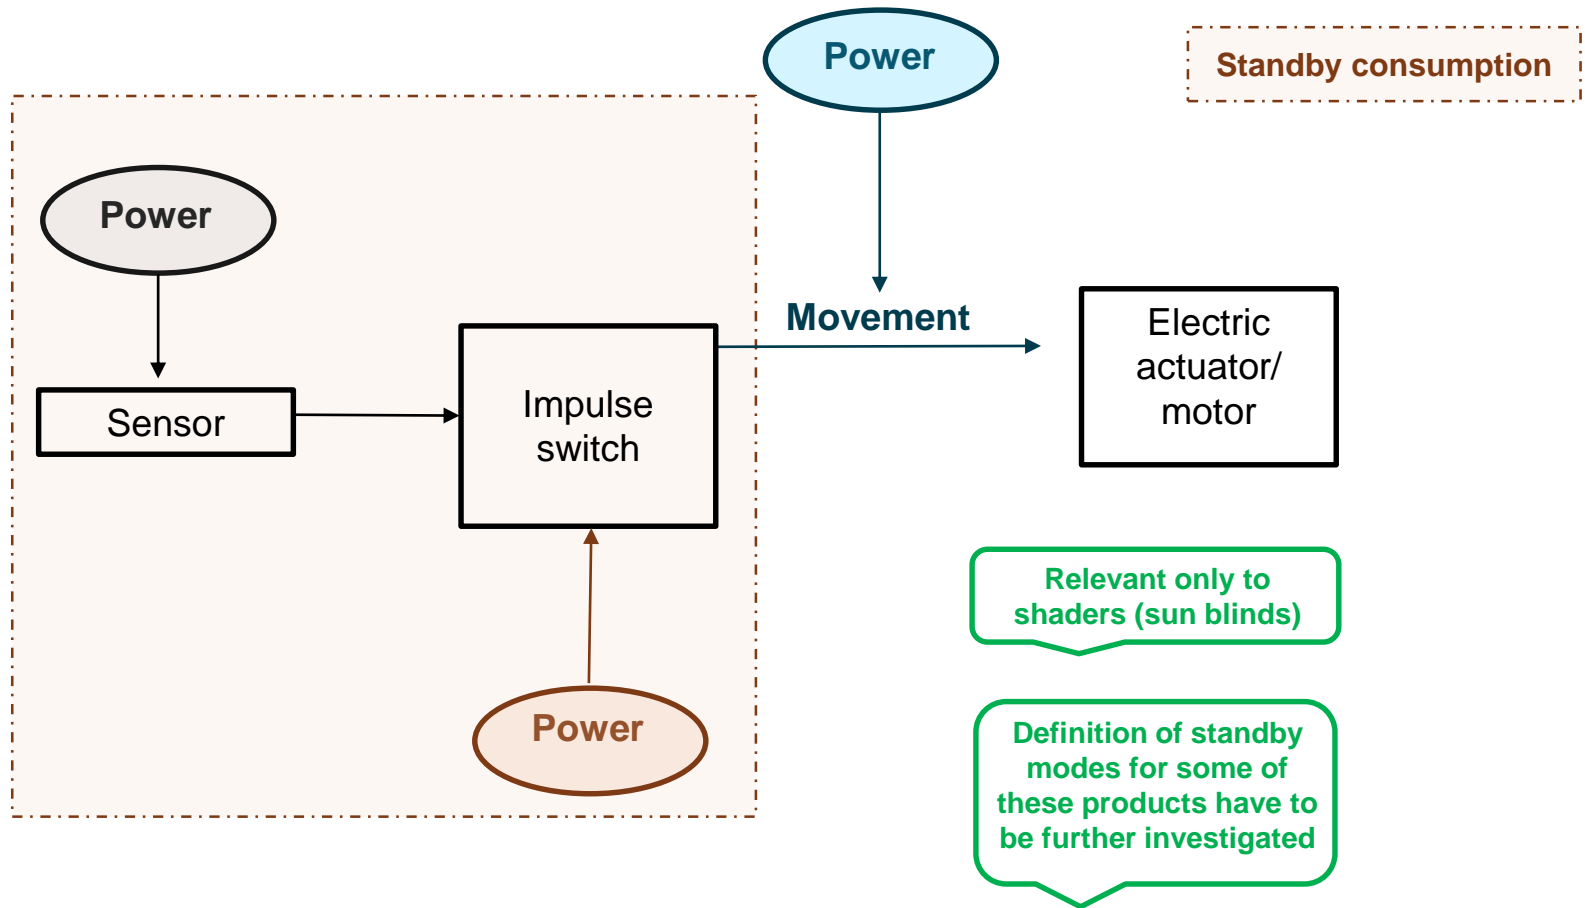 Power
Standby consumption
Power
Movement
Electric
actuator/
motor
Sensor
Impulse
switch
Relevant only to
shaders (sun blinds)
Power
Definition of standby
modes for some of
these products have to
be further investigated